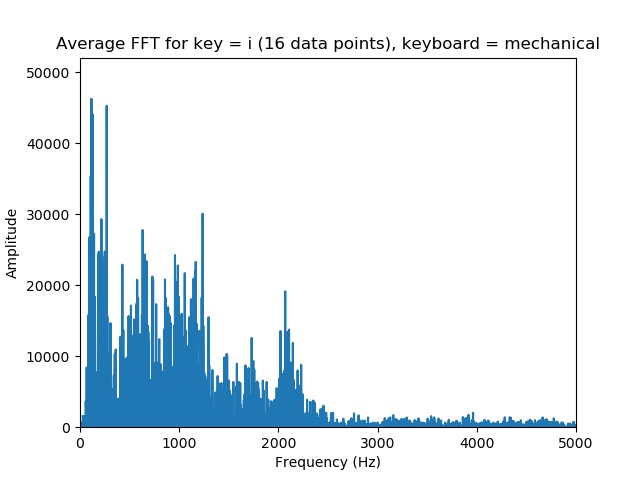 Average FFT for key = i (16 data points), keyboard = mechanical
50000
40000
30000
20000
10000
0
Amplitude
0 1000 2000 3000 4000 5000
Frequency (Hz)